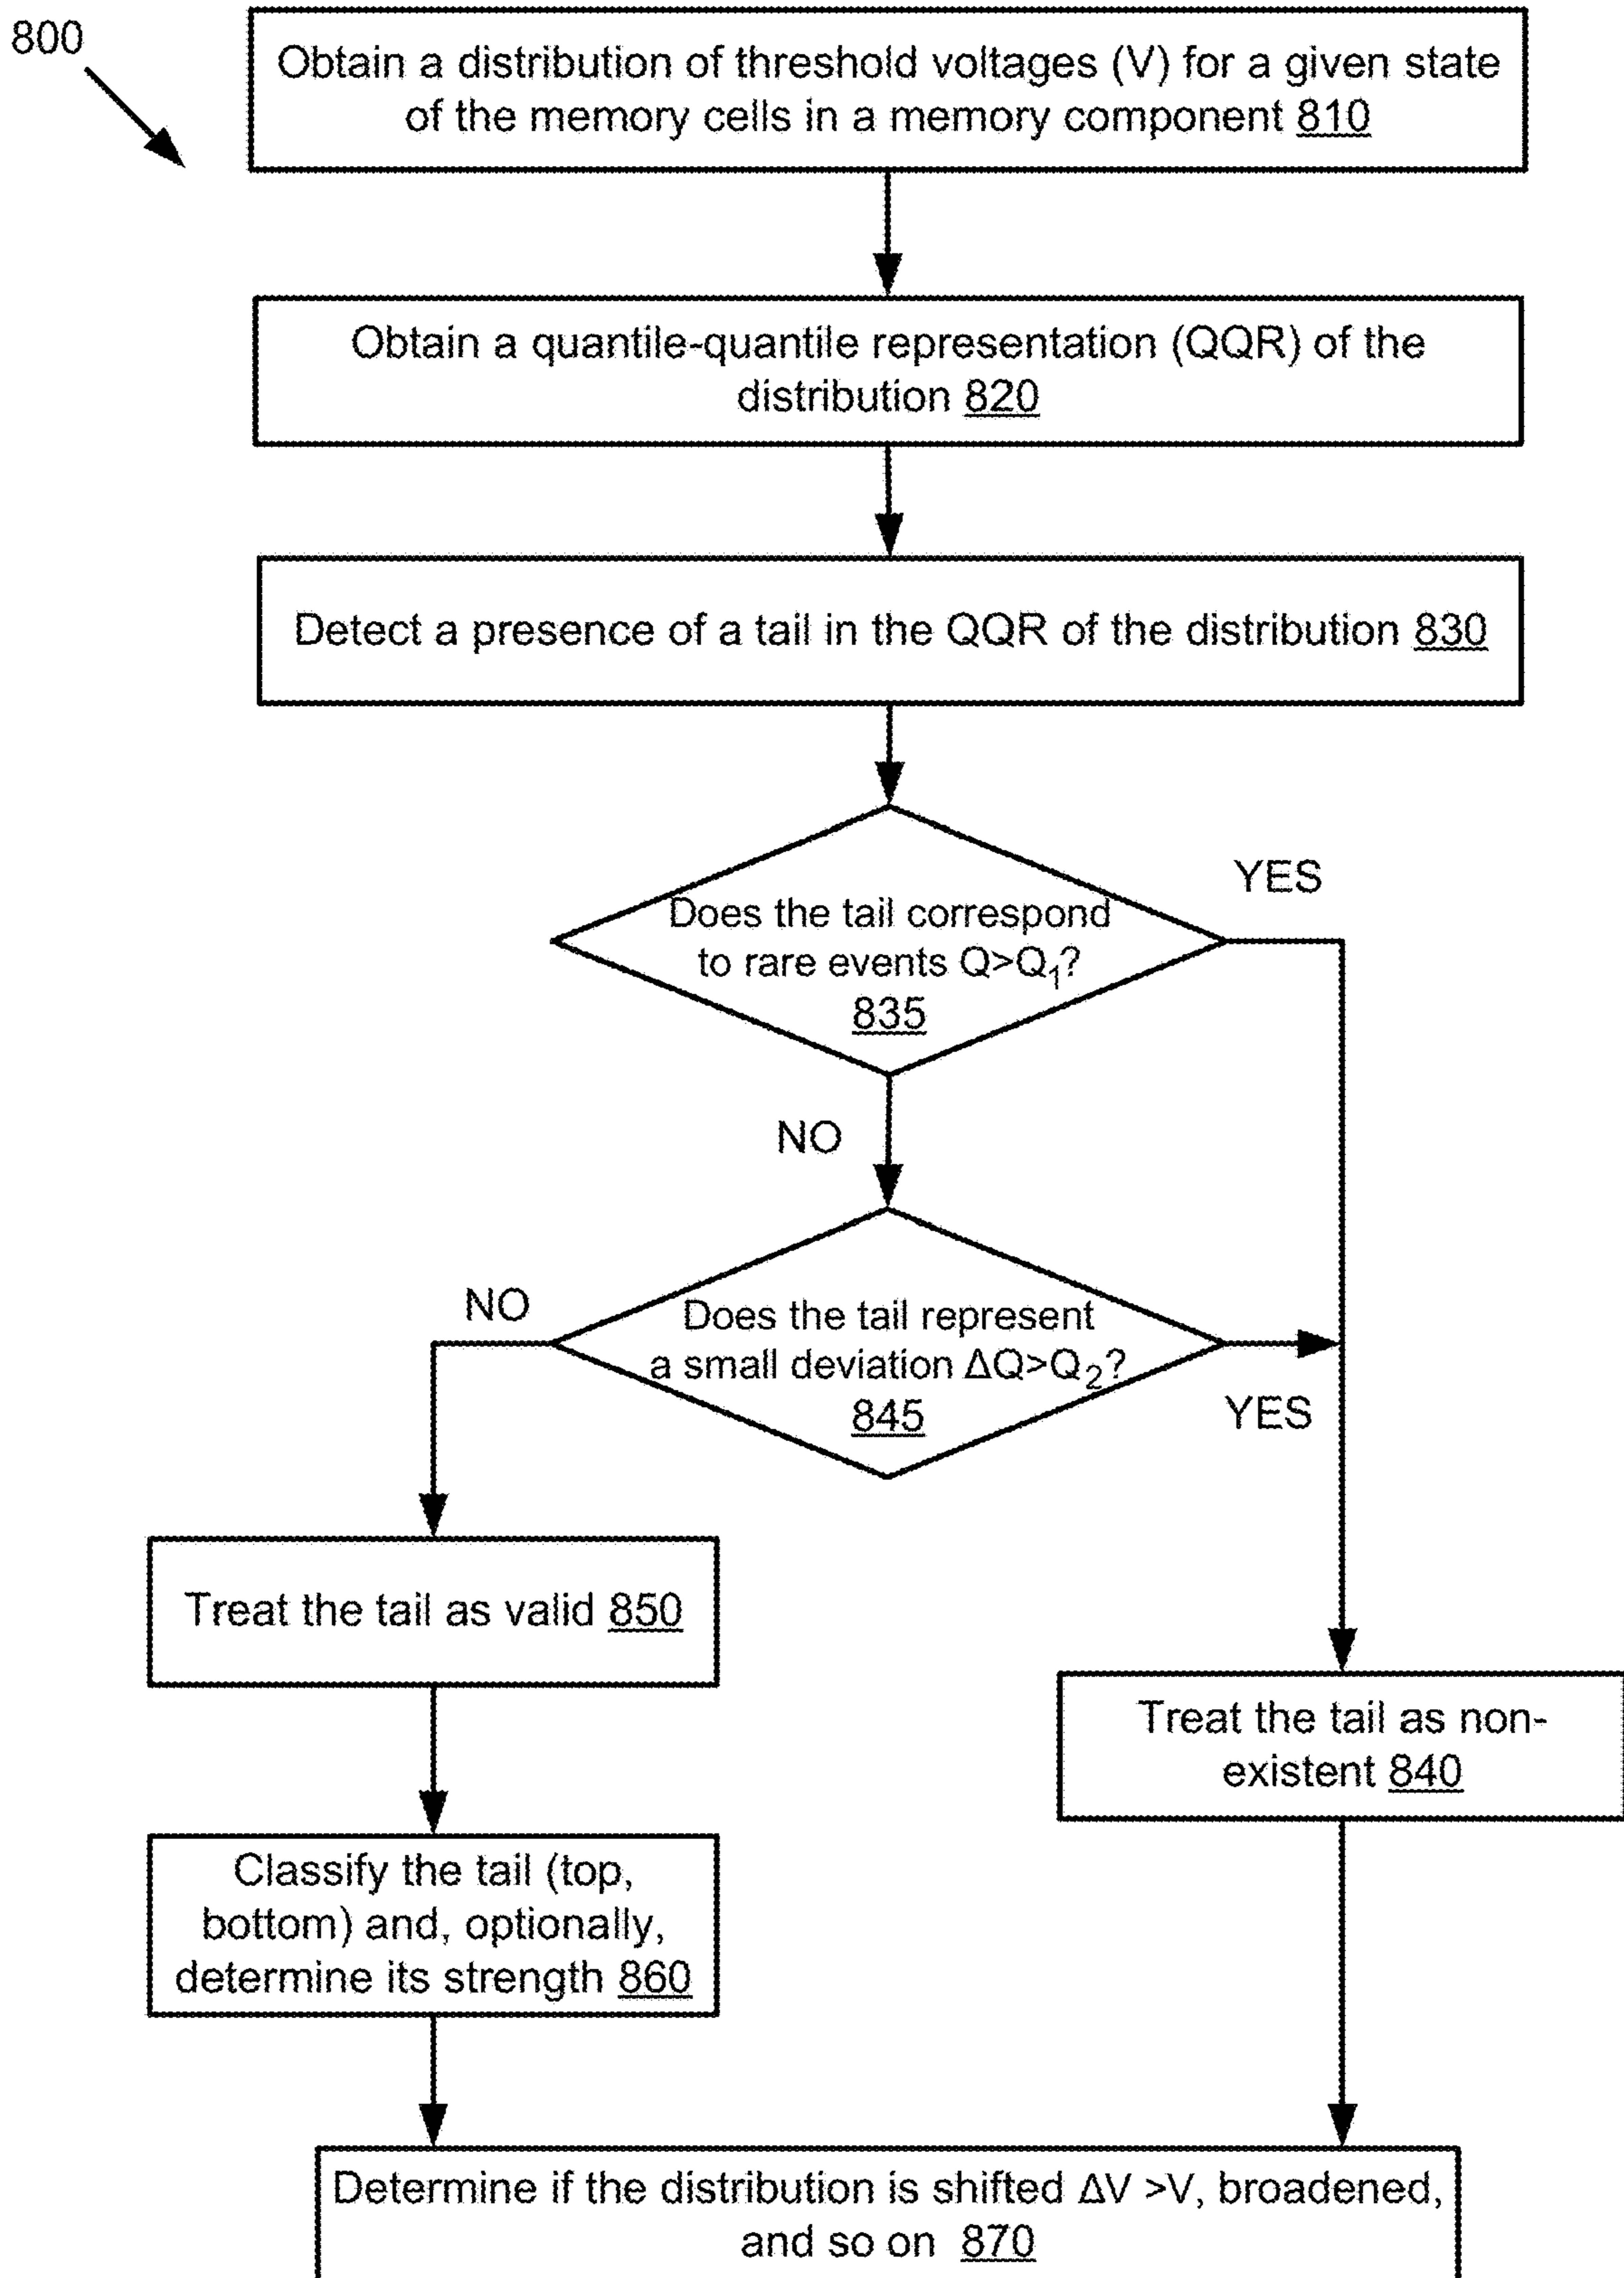 800
Obtain a distribution of threshold voltages (V) for a given state
of the memory cells in a memory component 810
Obtain a quantile-quantile representation (QQR) of the
distribution 820
Detect a presence of a tail in the QQR of the distribution 830
YES
Does the tail correspond
to rare events Q>Q₁?
835
NO
NO
Does the tail represent
a small deviation ΔQ>Q₂?
845
YES
Treat the tail as valid 850
Treat the tail as non-
existent 840
Classify the tail (top,
bottom) and, optionally,
determine its strength 860
Determine if the distribution is shifted ΔV >V, broadened,
and so on 870